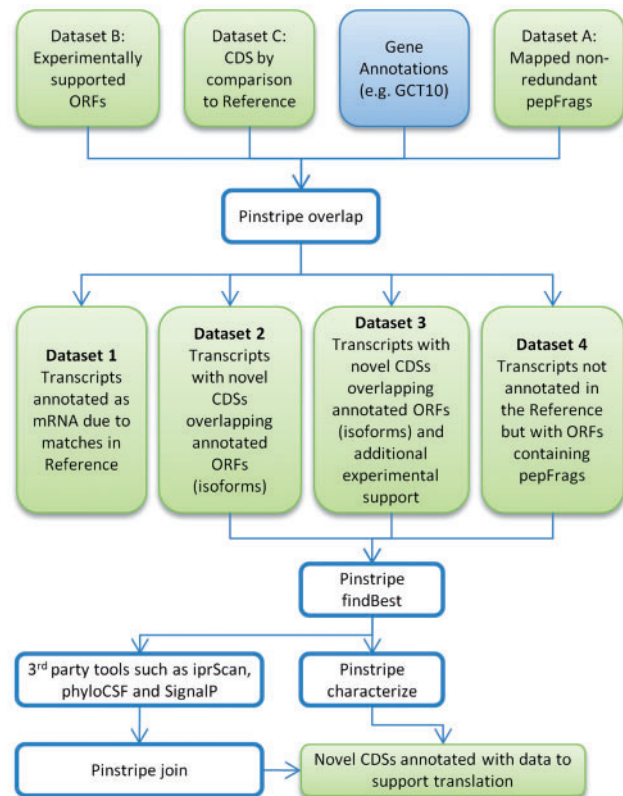 Dataset B:
Experimentally
supported
ORFs
Dataset C:
CDS by
comparison
to Reference
Gene
Annotations
(e.g. GCT10)
Dataset A:
Mapped non-
redundant
pepFrags
Pinstripe overlap
Dataset 1
Transcripts
annotated as
mRNA due to
matches in
Reference
Dataset 2
Transcripts
with novel
CDSs
overlapping
annotated
ORFs
(isoforms)
Dataset 3
Transcripts with
novel CDSs
overlapping
annotated ORFs
(isoforms) and
additional
experimental
support
Dataset 4
Transcripts not
annotated in
the Reference
but with ORFs
containing
pepFrags
Pinstripe
findBest
3rd party tools such as iprScan,
phyloCSF and SignalP
Pinstripe
characterize
Pinstripe join
Novel CDSs annotated with data to
support translation